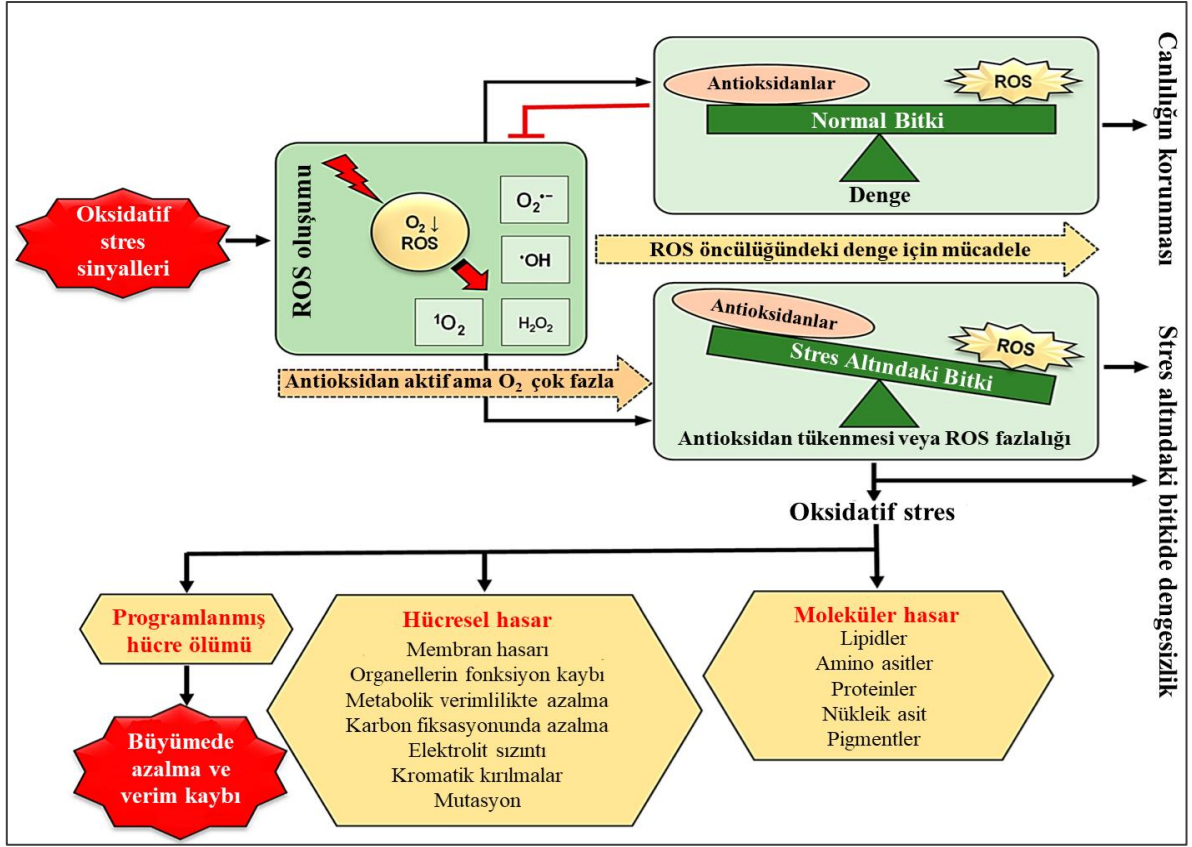 Oksidatif
stres
sinyalleri
ROS oluşumu
O₂ ↓
ROS
O₂•−
•OH
¹O₂
H₂O₂
Antioksidanlar
ROS
Normal Bitki
Denge
Canlılığın korunması
ROS öncülüğündeki denge için mücadele
Antioksidan aktif ama O₂ çok fazla
Antioksidanlar
ROS
Stres Altındaki Bitki
Antioksidan tükenmesi veya ROS fazlalığı
Stres altındaki bitkide dengesizlik
Oksidatif stres
Programlanmış
hücre ölümü
Büyümede
azalma ve
verim kaybı
Hücresel hasar
Membran hasarı
Organellerin fonksiyon kaybı
Metabolik verimlilikte azalma
Karbon fiksasyonunda azalma
Elektrolit sızıntı
Kromatik kırılmalar
Mutasyon
Moleküler hasar
Lipidler
Amino asitler
Proteinler
Nükleik asit
Pigmentler